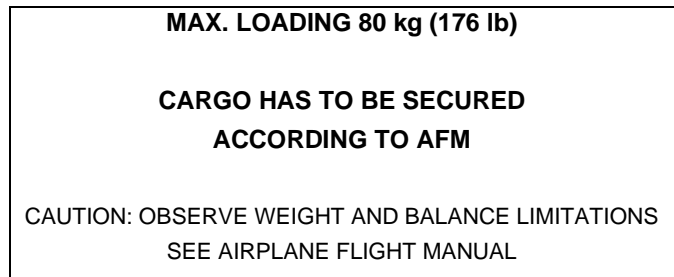 MAX. LOADING 80 kg (176 lb)
CARGO HAS TO BE SECURED
ACCORDING TO AFM
CAUTION: OBSERVE WEIGHT AND BALANCE LIMITATIONS
SEE AIRPLANE FLIGHT MANUAL